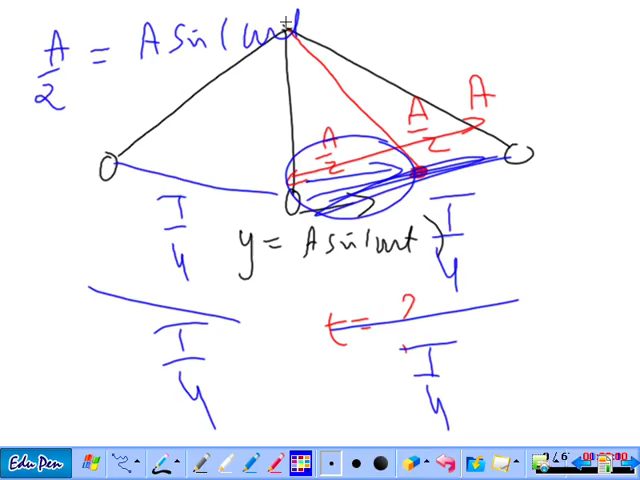 A/2 = A sin(ωt)
A
A/2
A/2
T/4
T/4
y = A sin(ωt)
t = ?
T/4
T/4
Edu Pen